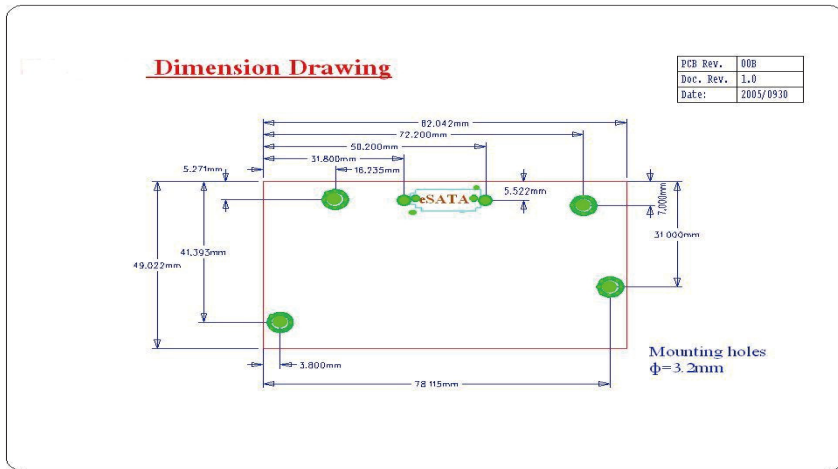 Dimension Drawing
PCB Rev. 00B
Doc. Rev. 1.0
Date: 2005/0930
82.042mm
72.200mm
50.200mm
31.800mm
5.271mm
16.235mm
5.522mm
7.000mm
eSATA
31.000mm
41.393mm
49.022mm
3.800mm
78.115mm
Mounting holes
ϕ=3.2mm